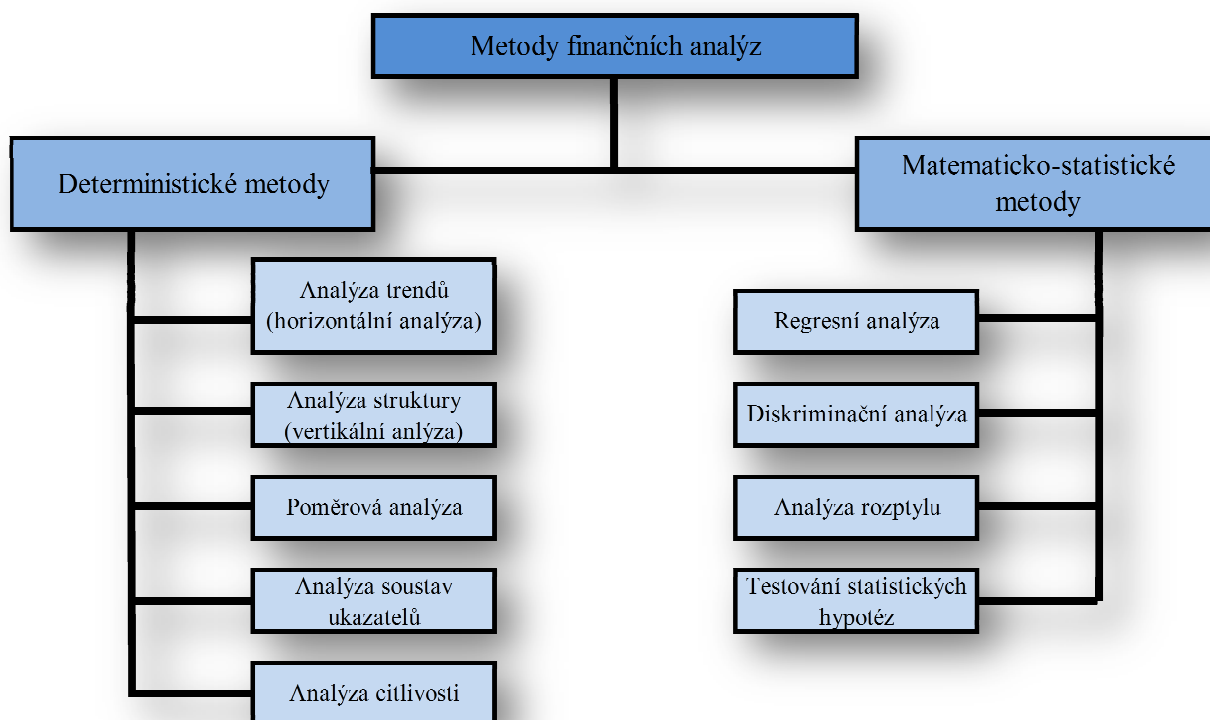 Metody finančních analýz
Deterministické metody
Matematicko-statistické
metody
Analýza trendů
(horizontální analýza)
Analýza struktury
(vertikální anlýza)
Poměrová analýza
Analýza soustav
ukazatelů
Analýza citlivosti
Regresní analýza
Diskriminační analýza
Analýza rozptylu
Testování statistických
hypotéz